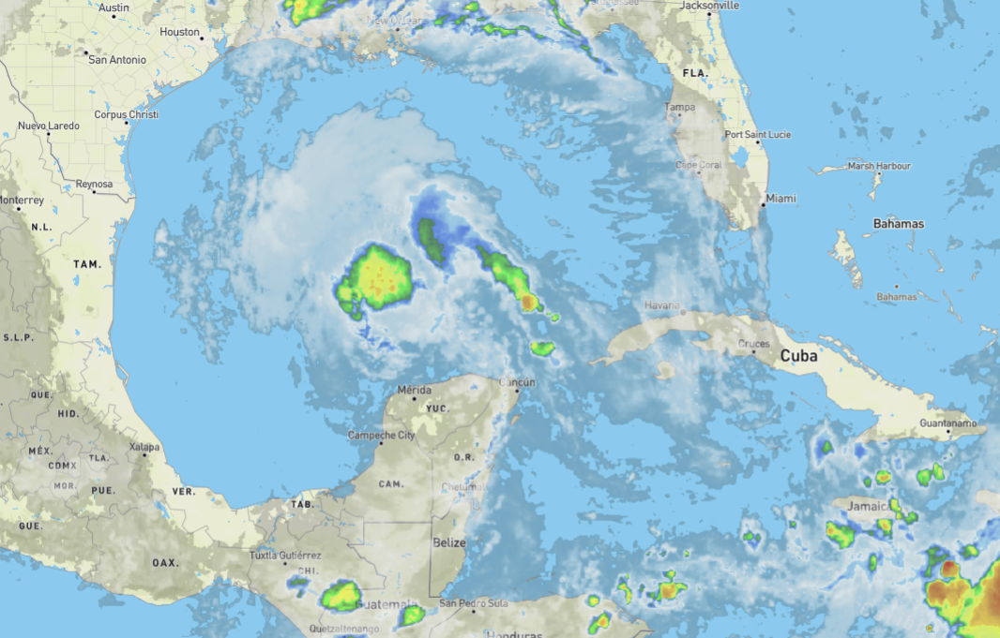 Austin
Jacksonville
New Orleans
Houston
San Antonio
FLA.
Tampa
Corpus Christi
Nuevo Laredo
Port Saint Lucie
Cape Coral
Marsh Harbour
Reynosa
Monterrey
Miami
N.L.
Bahamas
TAM.
Bahamas
Havana
S.L.P.
Cruces
Cuba
Cancún
Mérida
QUE.
YUC.
HID.
Guantanamo
Campeche City
Xalapa
MÉX.
TLA.
Q.R.
CDMX
MOR.
PUE.
VER.
CAM.
Chetumal
TAB.
Jamaica
GUE.
Belize
Tuxtla Gutiérrez
OAX.
CHI.
Guatemala
San Pedro Sula
Quetzaltenango
Honduras